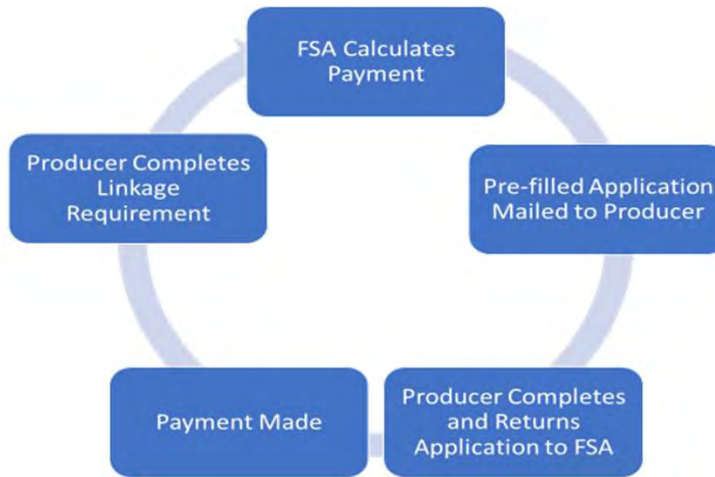 FSA Calculates
Payment
Pre-filled Application
Mailed to Producer
Producer Completes
and Returns
Application to FSA
Payment Made
Producer Completes
Linkage
Requirement